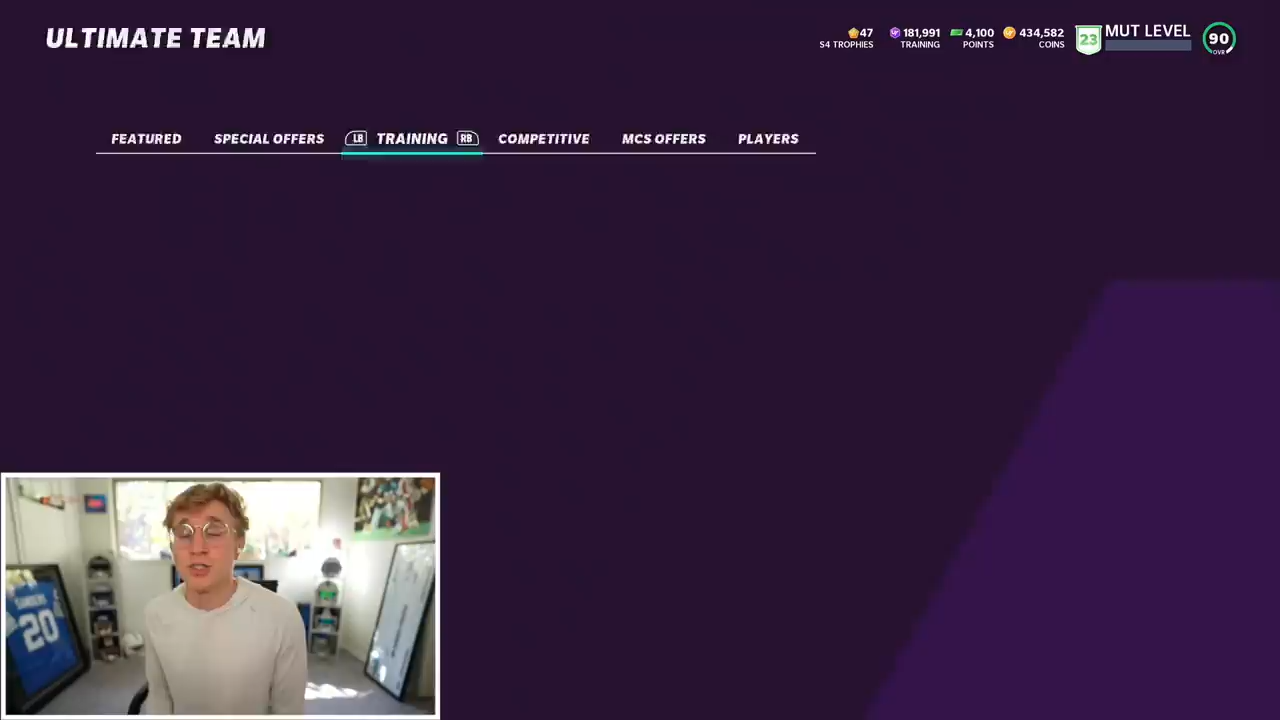 ULTIMATE TEAM
47
S4 TROPHIES
181,991
TRAINING
4,100
POINTS
434,582
COINS
23
MUT LEVEL
90
OVR
FEATURED
SPECIAL OFFERS
LB
TRAINING
RB
COMPETITIVE
MCS OFFERS
PLAYERS
SANDERS
20